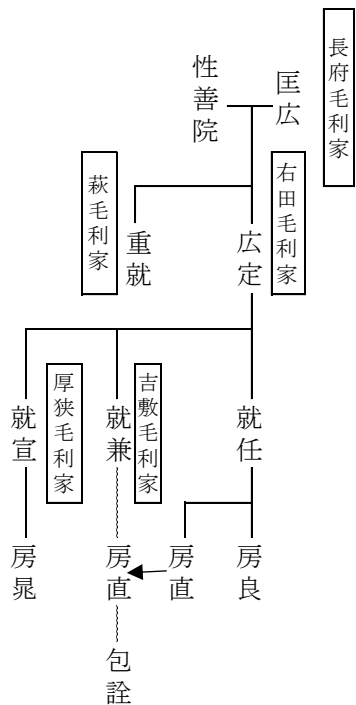 長府毛利家
匡広
性善院
右田毛利家
広定
萩毛利家
重就
就任
吉敷毛利家
就兼
厚狭毛利家
就宣
房良
房直
房直
房晁
包詮